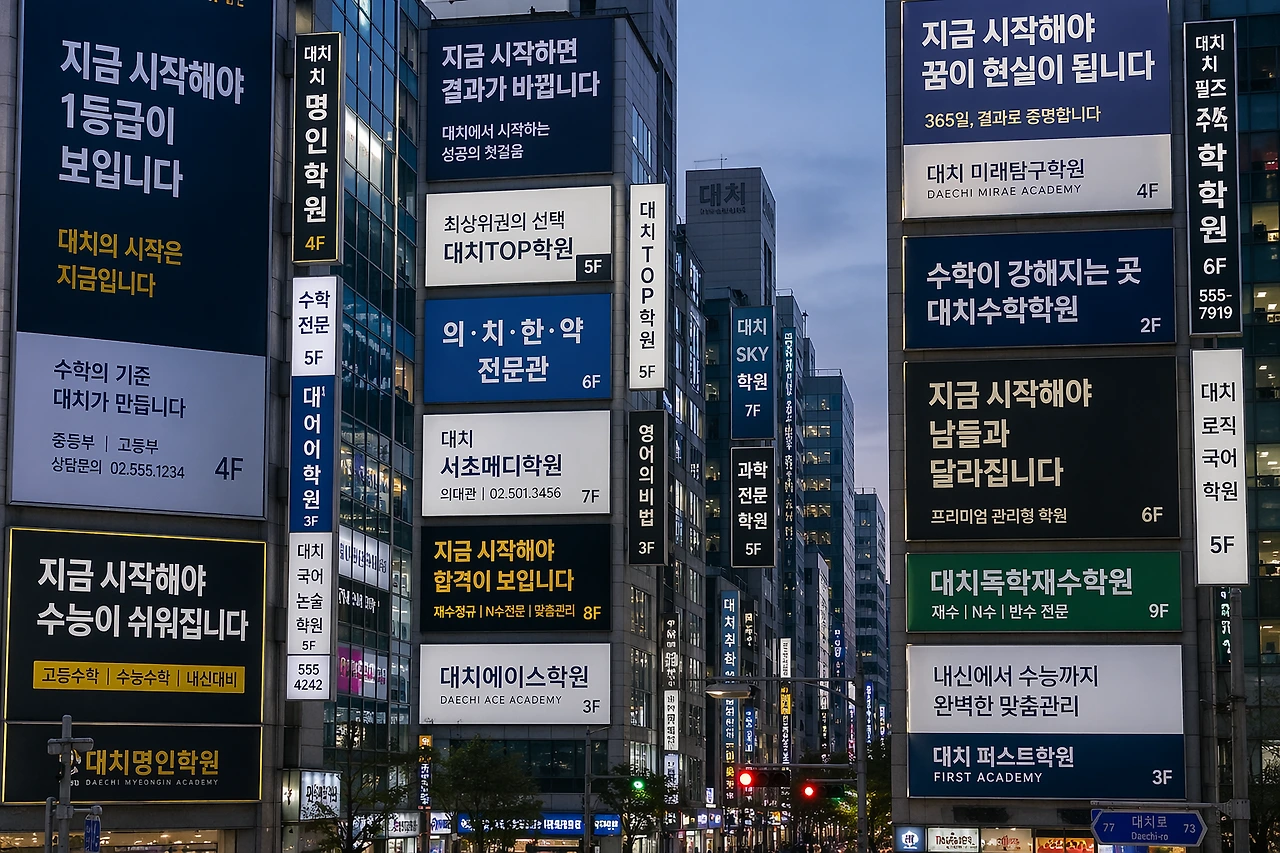 지금 시작해야
1등급이
보입니다
대치의 시작은
지금입니다
수학의 기준
대치가 만듭니다
중등부 | 고등부
상담문의 02.555.1234
4F
지금 시작해야
수능이 쉬워집니다
고등수학 | 수능수학 | 내신대비
대치명인학원
DAECHI MYEONGIN ACADEMY
대치
명인학원
4F
수학
전문
5F
대어어학원
3F
대치
국어
논술
학원
5F
555
4242
지금 시작하면
결과가 바뀝니다
대치에서 시작하는
성공의 첫걸음
최상위권의 선택
대치TOP학원
5F
의·치·한·약
전문관
6F
대치
서초메디학원
의대관 | 02.501.3456
7F
지금 시작해야
합격이 보입니다
재수정규 | N수전문 | 맞춤관리
8F
대치에이스학원
DAECHI ACE ACADEMY
3F
대치TOP학원
5F
영어의비법
3F
대치
대치
SKY
학원
7F
과학
전문
학원
5F
지금 시작해야
꿈이 현실이 됩니다
365일, 결과로 증명합니다
대치 미래탐구학원
DAECHI MIRAE ACADEMY
4F
수학이 강해지는 곳
대치수학학원
2F
지금 시작해야
남들과
달라집니다
프리미엄 관리형 학원
6F
대치독학재수학원
재수 | N수 | 반수 전문
9F
내신에서 수능까지
완벽한 맞춤관리
대치 퍼스트학원
FIRST ACADEMY
3F
대치
필즈
학학원
6F
555-
7919
대치
로직
국어
학원
5F
77 대치로 73
Daechi-ro